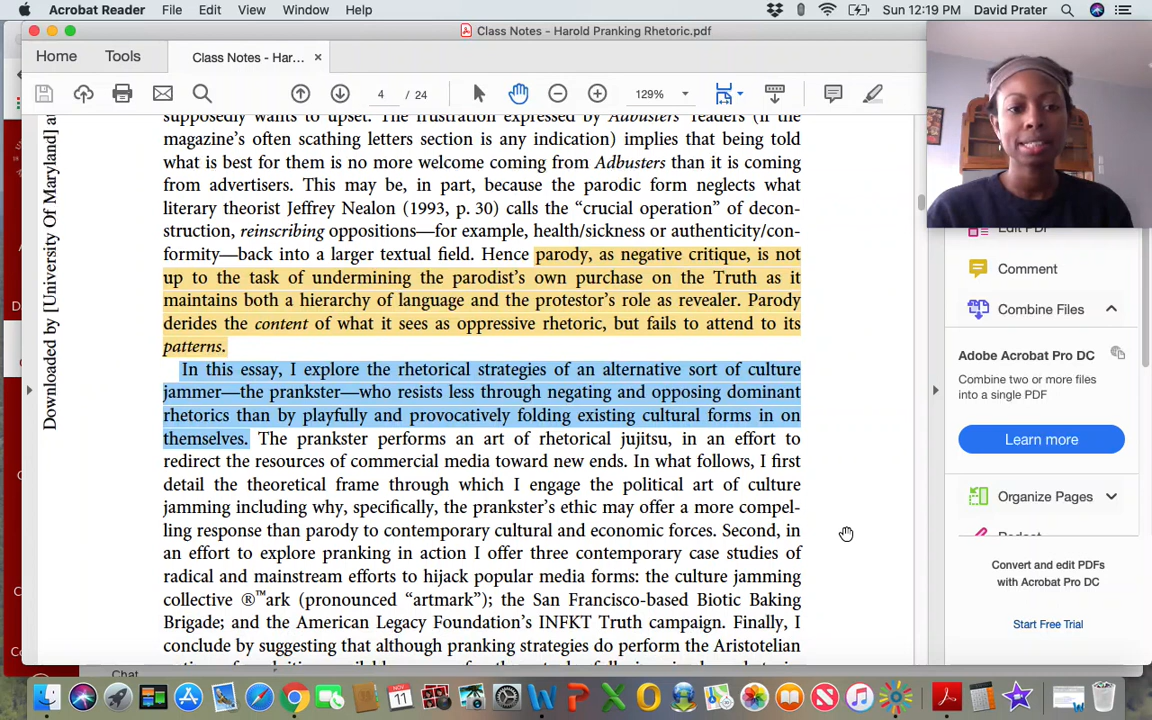 Acrobat Reader File Edit View Window Help Sun 12:19 PM David Prater
Class Notes - Harold Pranking Rhetoric.pdf
Home Tools Class Notes - Har... ×
4 / 24 129%
Downloaded by [University Of Maryland] a
supposedly wants to upset. The frustration expressed by Adbusters readers (if the
magazine's often scathing letters section is any indication) implies that being told
what is best for them is no more welcome coming from Adbusters than it is coming
from advertisers. This may be, in part, because the parodic form neglects what
literary theorist Jeffrey Nealon (1993, p. 30) calls the “crucial operation” of decon-
struction, reinscribing oppositions—for example, health/sickness or authenticity/con-
formity—back into a larger textual field. Hence parody, as negative critique, is not
up to the task of undermining the parodist's own purchase on the Truth as it
maintains both a hierarchy of language and the protestor's role as revealer. Parody
derides the content of what it sees as oppressive rhetoric, but fails to attend to its
patterns.
In this essay, I explore the rhetorical strategies of an alternative sort of culture
jammer—the prankster—who resists less through negating and opposing dominant
rhetorics than by playfully and provocatively folding existing cultural forms in on
themselves. The prankster performs an art of rhetorical jujitsu, in an effort to
redirect the resources of commercial media toward new ends. In what follows, I first
detail the theoretical frame through which I engage the political art of culture
jamming including why, specifically, the prankster's ethic may offer a more compel-
ling response than parody to contemporary cultural and economic forces. Second, in
an effort to explore pranking in action I offer three contemporary case studies of
radical and mainstream efforts to hijack popular media forms: the culture jamming
collective ®™ark (pronounced “artmark”); the San Francisco-based Biotic Baking
Brigade; and the American Legacy Foundation's INFKT Truth campaign. Finally, I
conclude by suggesting that although pranking strategies do perform the Aristotelian
Edit PDF
Comment
Combine Files
Adobe Acrobat Pro DC
Combine two or more files
into a single PDF
Learn more
Organize Pages
Redact
Convert and edit PDFs
with Acrobat Pro DC
Start Free Trial
Chat
NOV
11